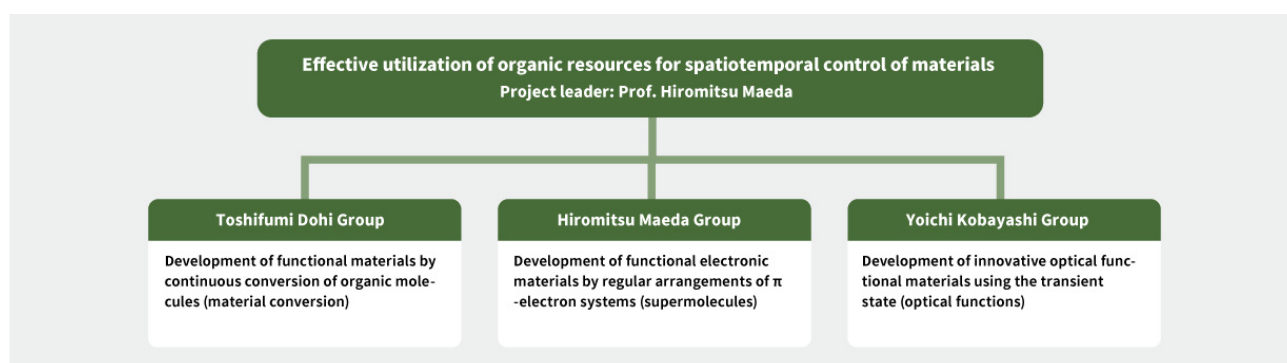 Effective utilization of organic resources for spatiotemporal control of materials
Project leader: Prof. Hiromitsu Maeda
Toshifumi Dohi Group
Development of functional materials by
continuous conversion of organic mole-
cules (material conversion)
Hiromitsu Maeda Group
Development of functional electronic
materials by regular arrangements of π
-electron systems (supermolecules)
Yoichi Kobayashi Group
Development of innovative optical func-
tional materials using the transient
state (optical functions)